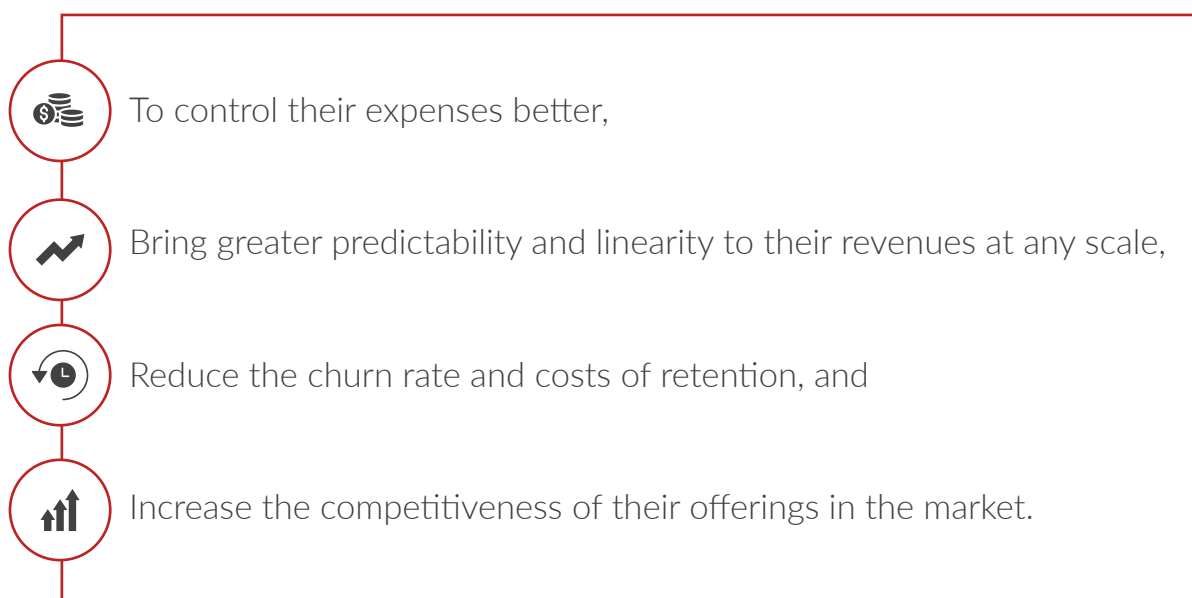 To control their expenses better,
Bring greater predictability and linearity to their revenues at any scale,
Reduce the churn rate and costs of retention, and
Increase the competitiveness of their offerings in the market.